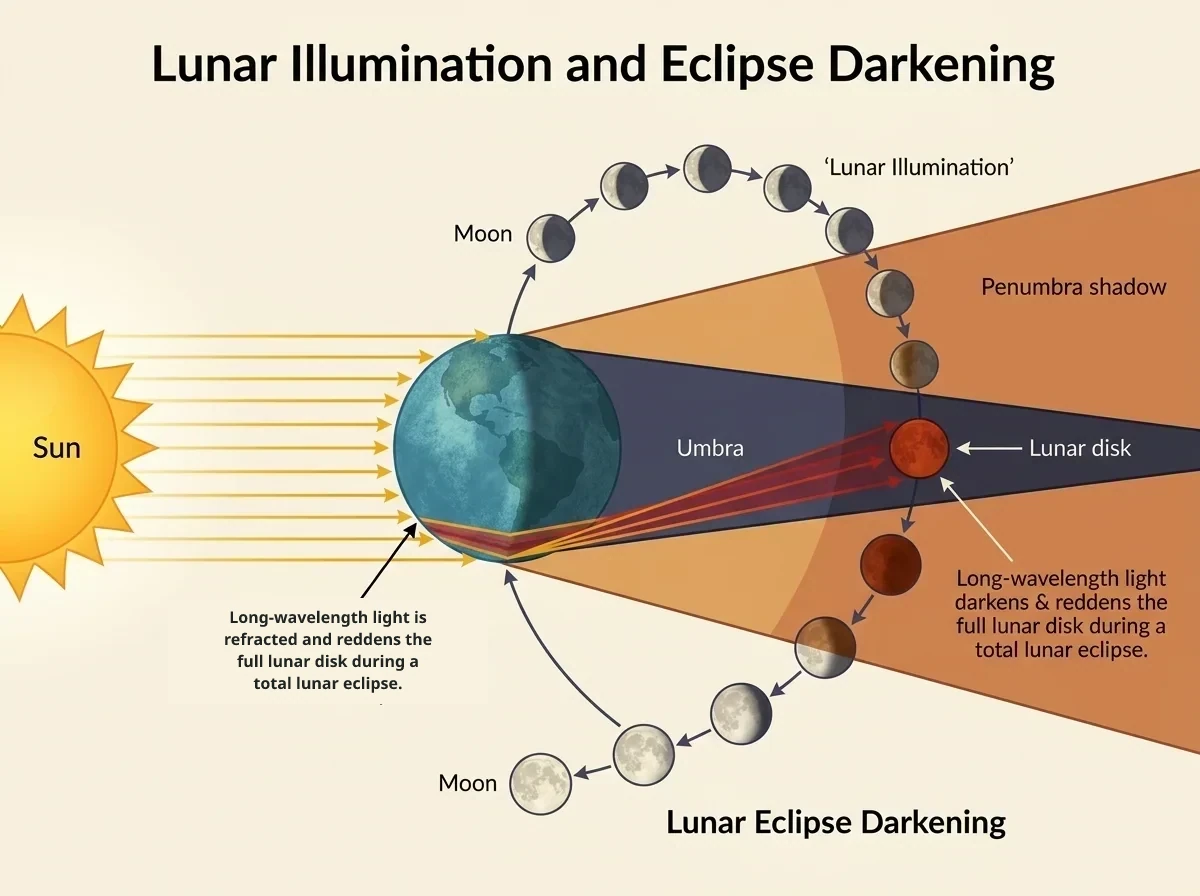 Lunar Illumination and Eclipse Darkening
'Lunar Illumination'
Moon
Penumbra shadow
Sun
Umbra
Lunar disk
Long-wavelength light
darkens & reddens the
full lunar disk during a
total lunar eclipse.
Long-wavelength light is
refracted and reddens the
full lunar disk during a
total lunar eclipse.
Moon
Lunar Eclipse Darkening